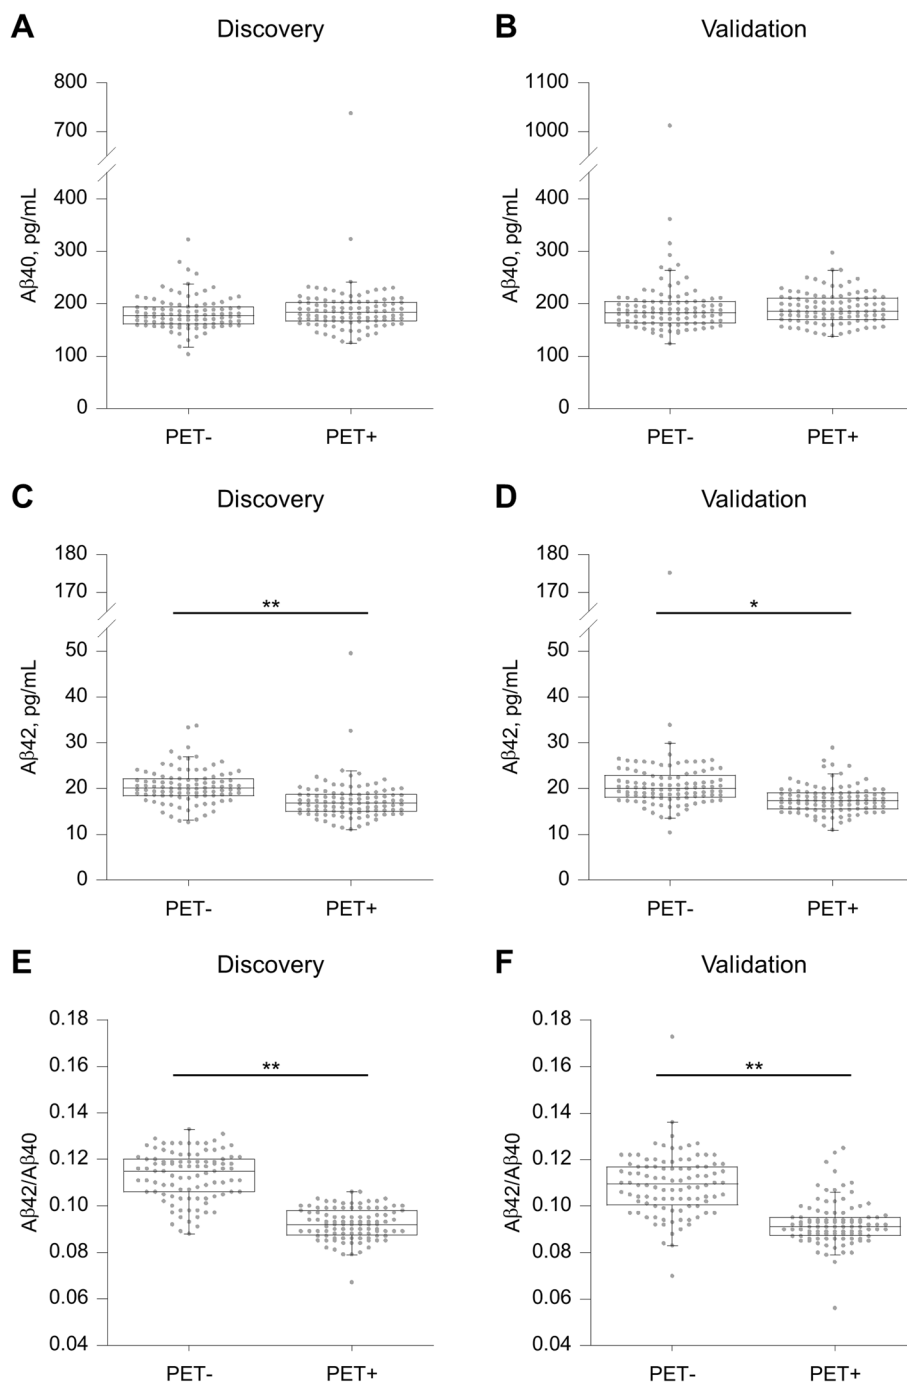 A Discovery
B Validation
Aβ40, pg/mL
800
700
400
300
200
100
0
PET- PET+
Aβ40, pg/mL
1100
1000
400
300
200
100
0
PET- PET+
C Discovery
D Validation
Aβ42, pg/mL
180
170
50
40
30
20
10
0
**
PET- PET+
Aβ42, pg/mL
180
170
50
40
30
20
10
0
*
PET- PET+
E Discovery
F Validation
Aβ42/Aβ40
0.18
0.16
0.14
0.12
0.10
0.08
0.06
0.04
**
PET- PET+
Aβ42/Aβ40
0.18
0.16
0.14
0.12
0.10
0.08
0.06
0.04
**
PET- PET+